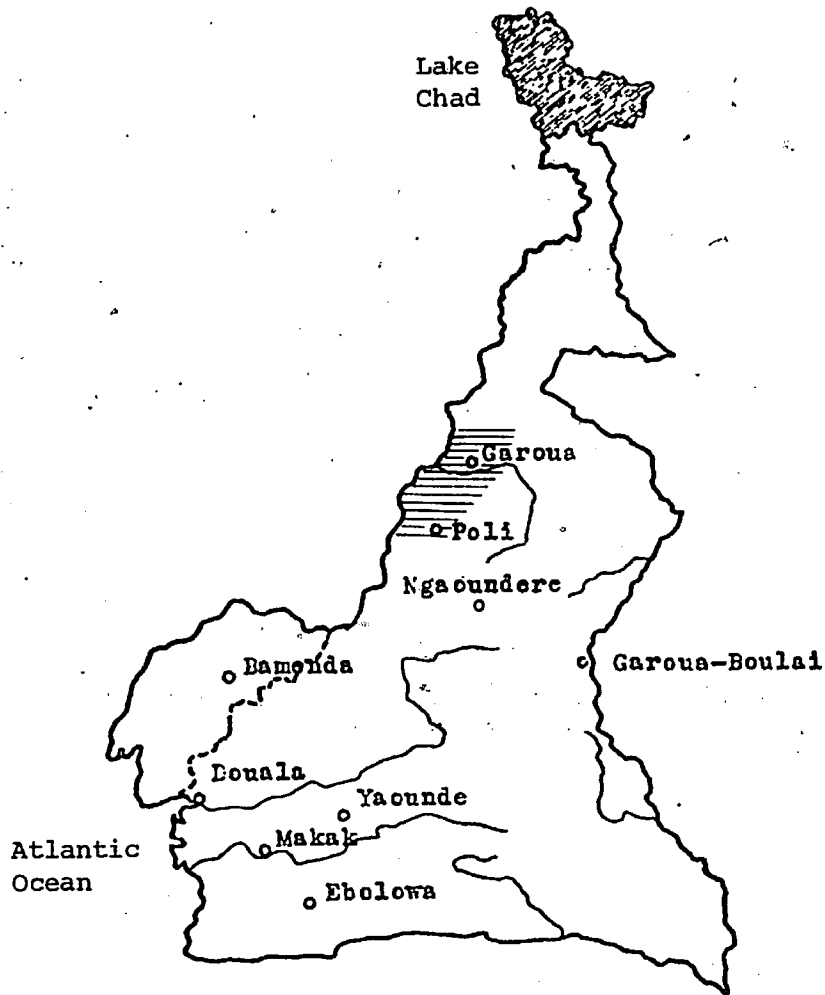 Lake
Chad
Garoua
Poli
Ngaoundere
Bamenda
Garoua-Boulai
Douala
Yaounde
Makak
Atlantic
Ocean
Ebolowa